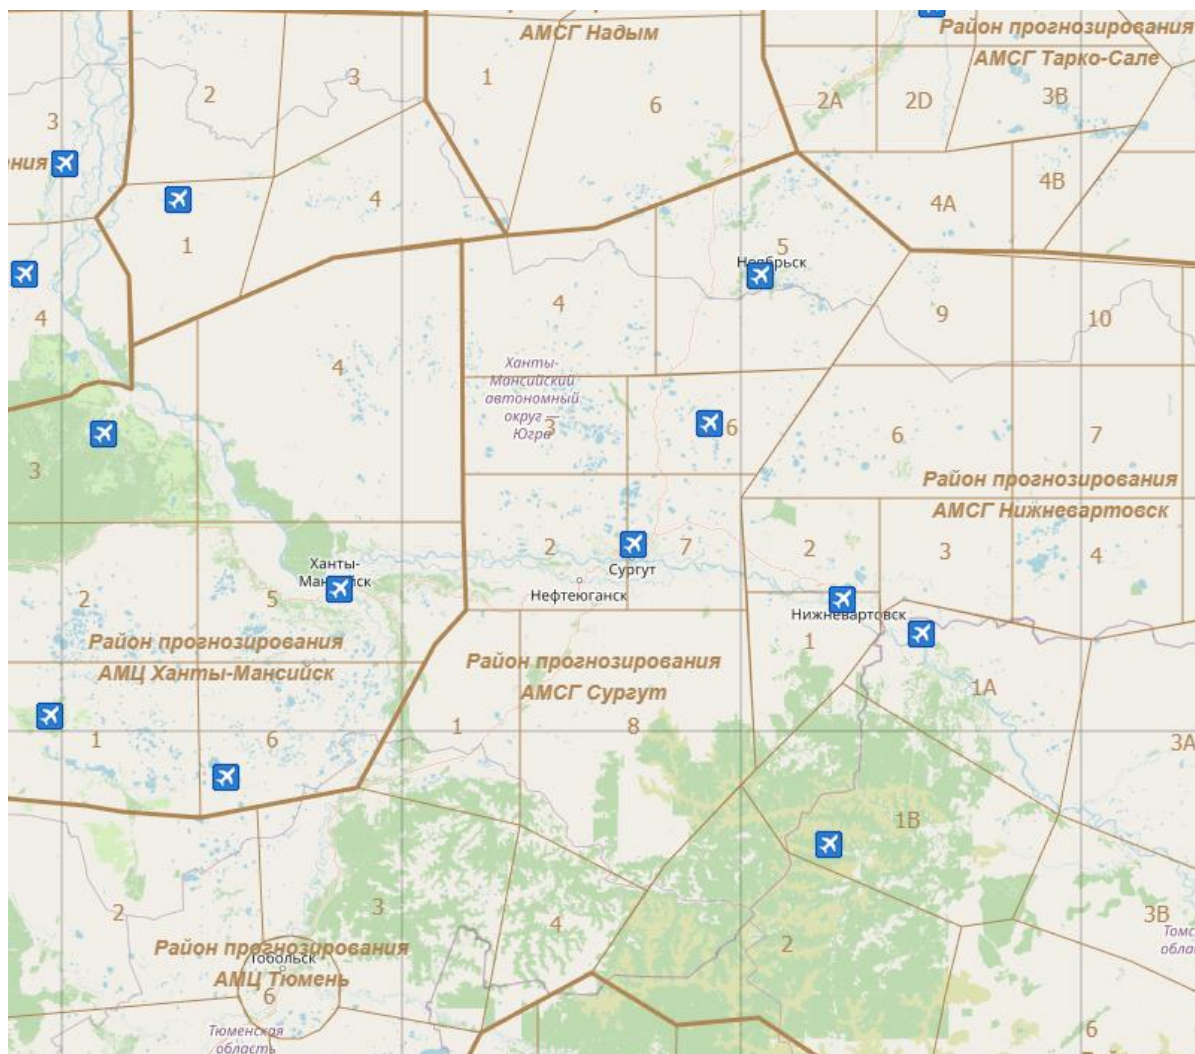 Район прогнозирования
АМСГ Надым
АМСГ Тарко-Сале
1
6
2
3
2A
2D
3B
3
ния
1
4
4A
4B
5
Ноябрьск
4
4
9
10
4
Ханты-
Мансийский
автономный
округ —
Югра
3
6
6
7
3
Район прогнозирования
АМСГ Нижневартовск
2
7
2
3
4
Ханты-
Мансийск
Сургут
Нефтеюганск
Нижневартовск
2
5
1
Район прогнозирования
АМЦ Ханты-Мансийск
Район прогнозирования
АМСГ Сургут
1A
1
6
1
8
3A
1B
2
3
4
2
3B
Район прогнозирования
АМЦ Тюмень
Тобольск
6
Тюменская
область
6